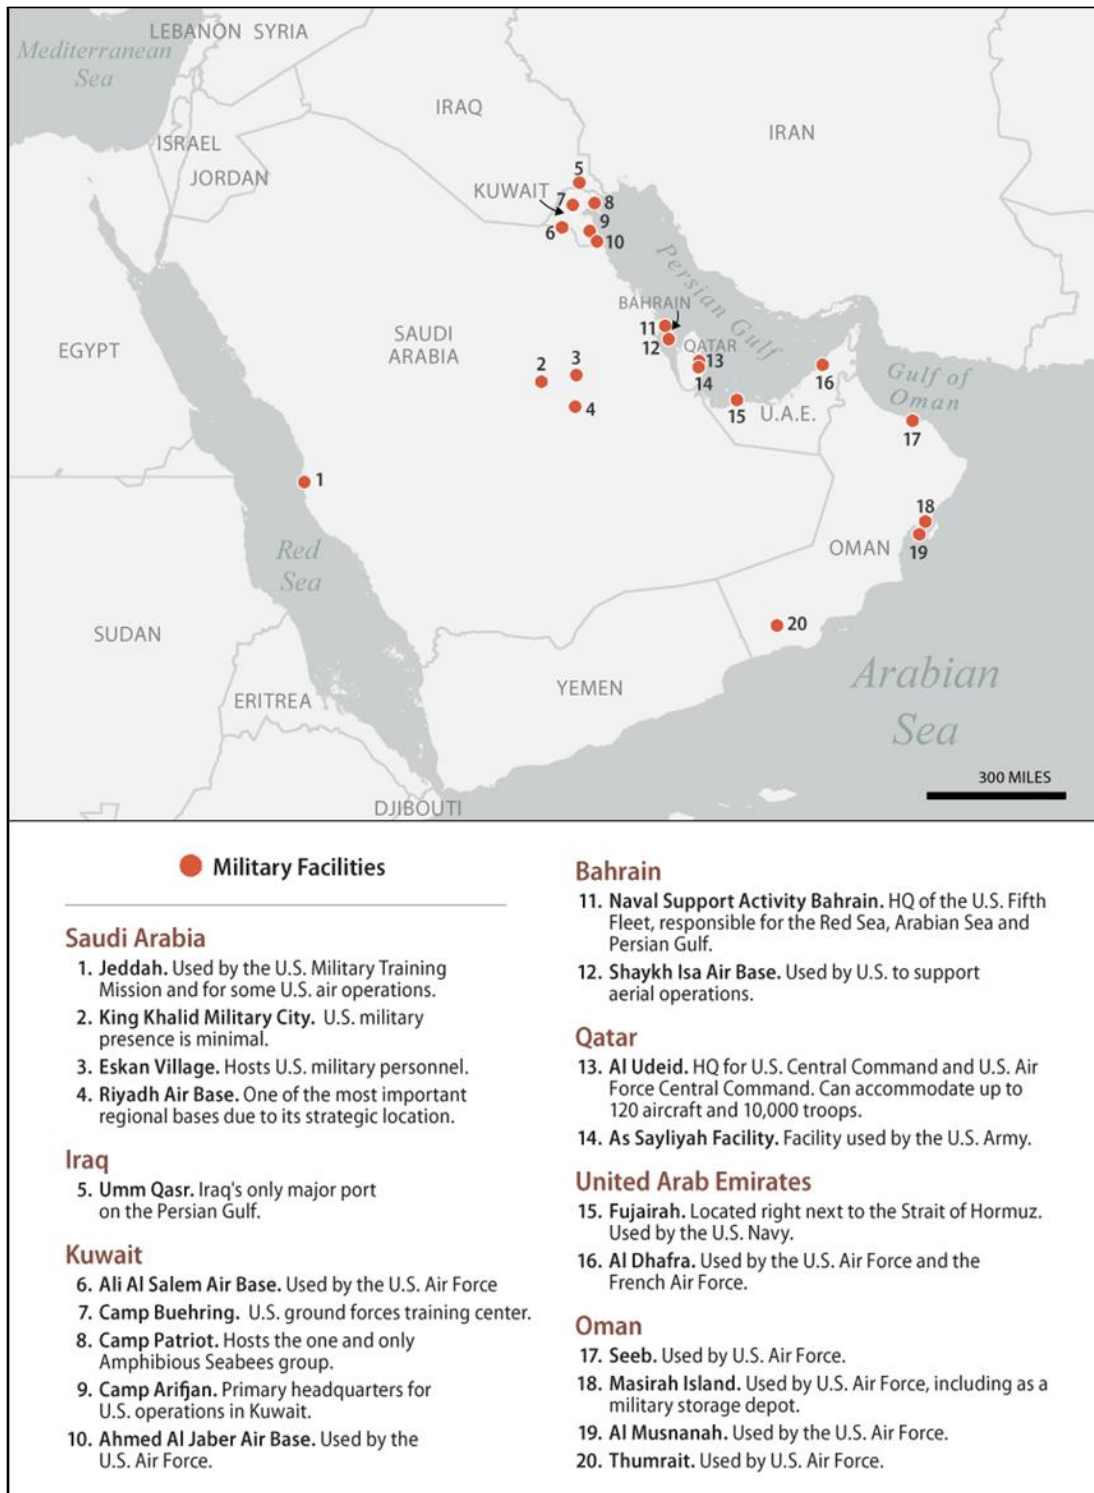 LEBANON SYRIA
Mediterranean
Sea
IRAQ
IRAN
ISRAEL
JORDAN
5
KUWAIT
7
8
6
9
10
Persian Gulf
BAHRAIN
11
12
QATAR
13
14
SAUDI
ARABIA
EGYPT
2
3
4
15
16
U.A.E.
Gulf of
Oman
17
1
18
19
OMAN
Red
Sea
20
SUDAN
ERITREA
YEMEN
Arabian
Sea
300 MILES
DJIBOUTI
Military Facilities
Saudi Arabia
1. Jeddah. Used by the U.S. Military Training
Mission and for some U.S. air operations.
2. King Khalid Military City. U.S. military
presence is minimal.
3. Eskan Village. Hosts U.S. military personnel.
4. Riyadh Air Base. One of the most important
regional bases due to its strategic location.
Iraq
5. Umm Qasr. Iraq's only major port
on the Persian Gulf.
Kuwait
6. Ali Al Salem Air Base. Used by the U.S. Air Force
7. Camp Buehring. U.S. ground forces training center.
8. Camp Patriot. Hosts the one and only
Amphibious Seabees group.
9. Camp Arifjan. Primary headquarters for
U.S. operations in Kuwait.
10. Ahmed Al Jaber Air Base. Used by the
U.S. Air Force.
Bahrain
11. Naval Support Activity Bahrain. HQ of the U.S. Fifth
Fleet, responsible for the Red Sea, Arabian Sea and
Persian Gulf.
12. Shaykh Isa Air Base. Used by U.S. to support
aerial operations.
Qatar
13. Al Udeid. HQ for U.S. Central Command and U.S. Air
Force Central Command. Can accommodate up to
120 aircraft and 10,000 troops.
14. As Sayliyah Facility. Facility used by the U.S. Army.
United Arab Emirates
15. Fujairah. Located right next to the Strait of Hormuz.
Used by the U.S. Navy.
16. Al Dhafra. Used by the U.S. Air Force and the
French Air Force.
Oman
17. Seeb. Used by U.S. Air Force.
18. Masirah Island. Used by U.S. Air Force, including as a
military storage depot.
19. Al Musnanah. Used by the U.S. Air Force.
20. Thumrait. Used by U.S. Air Force.